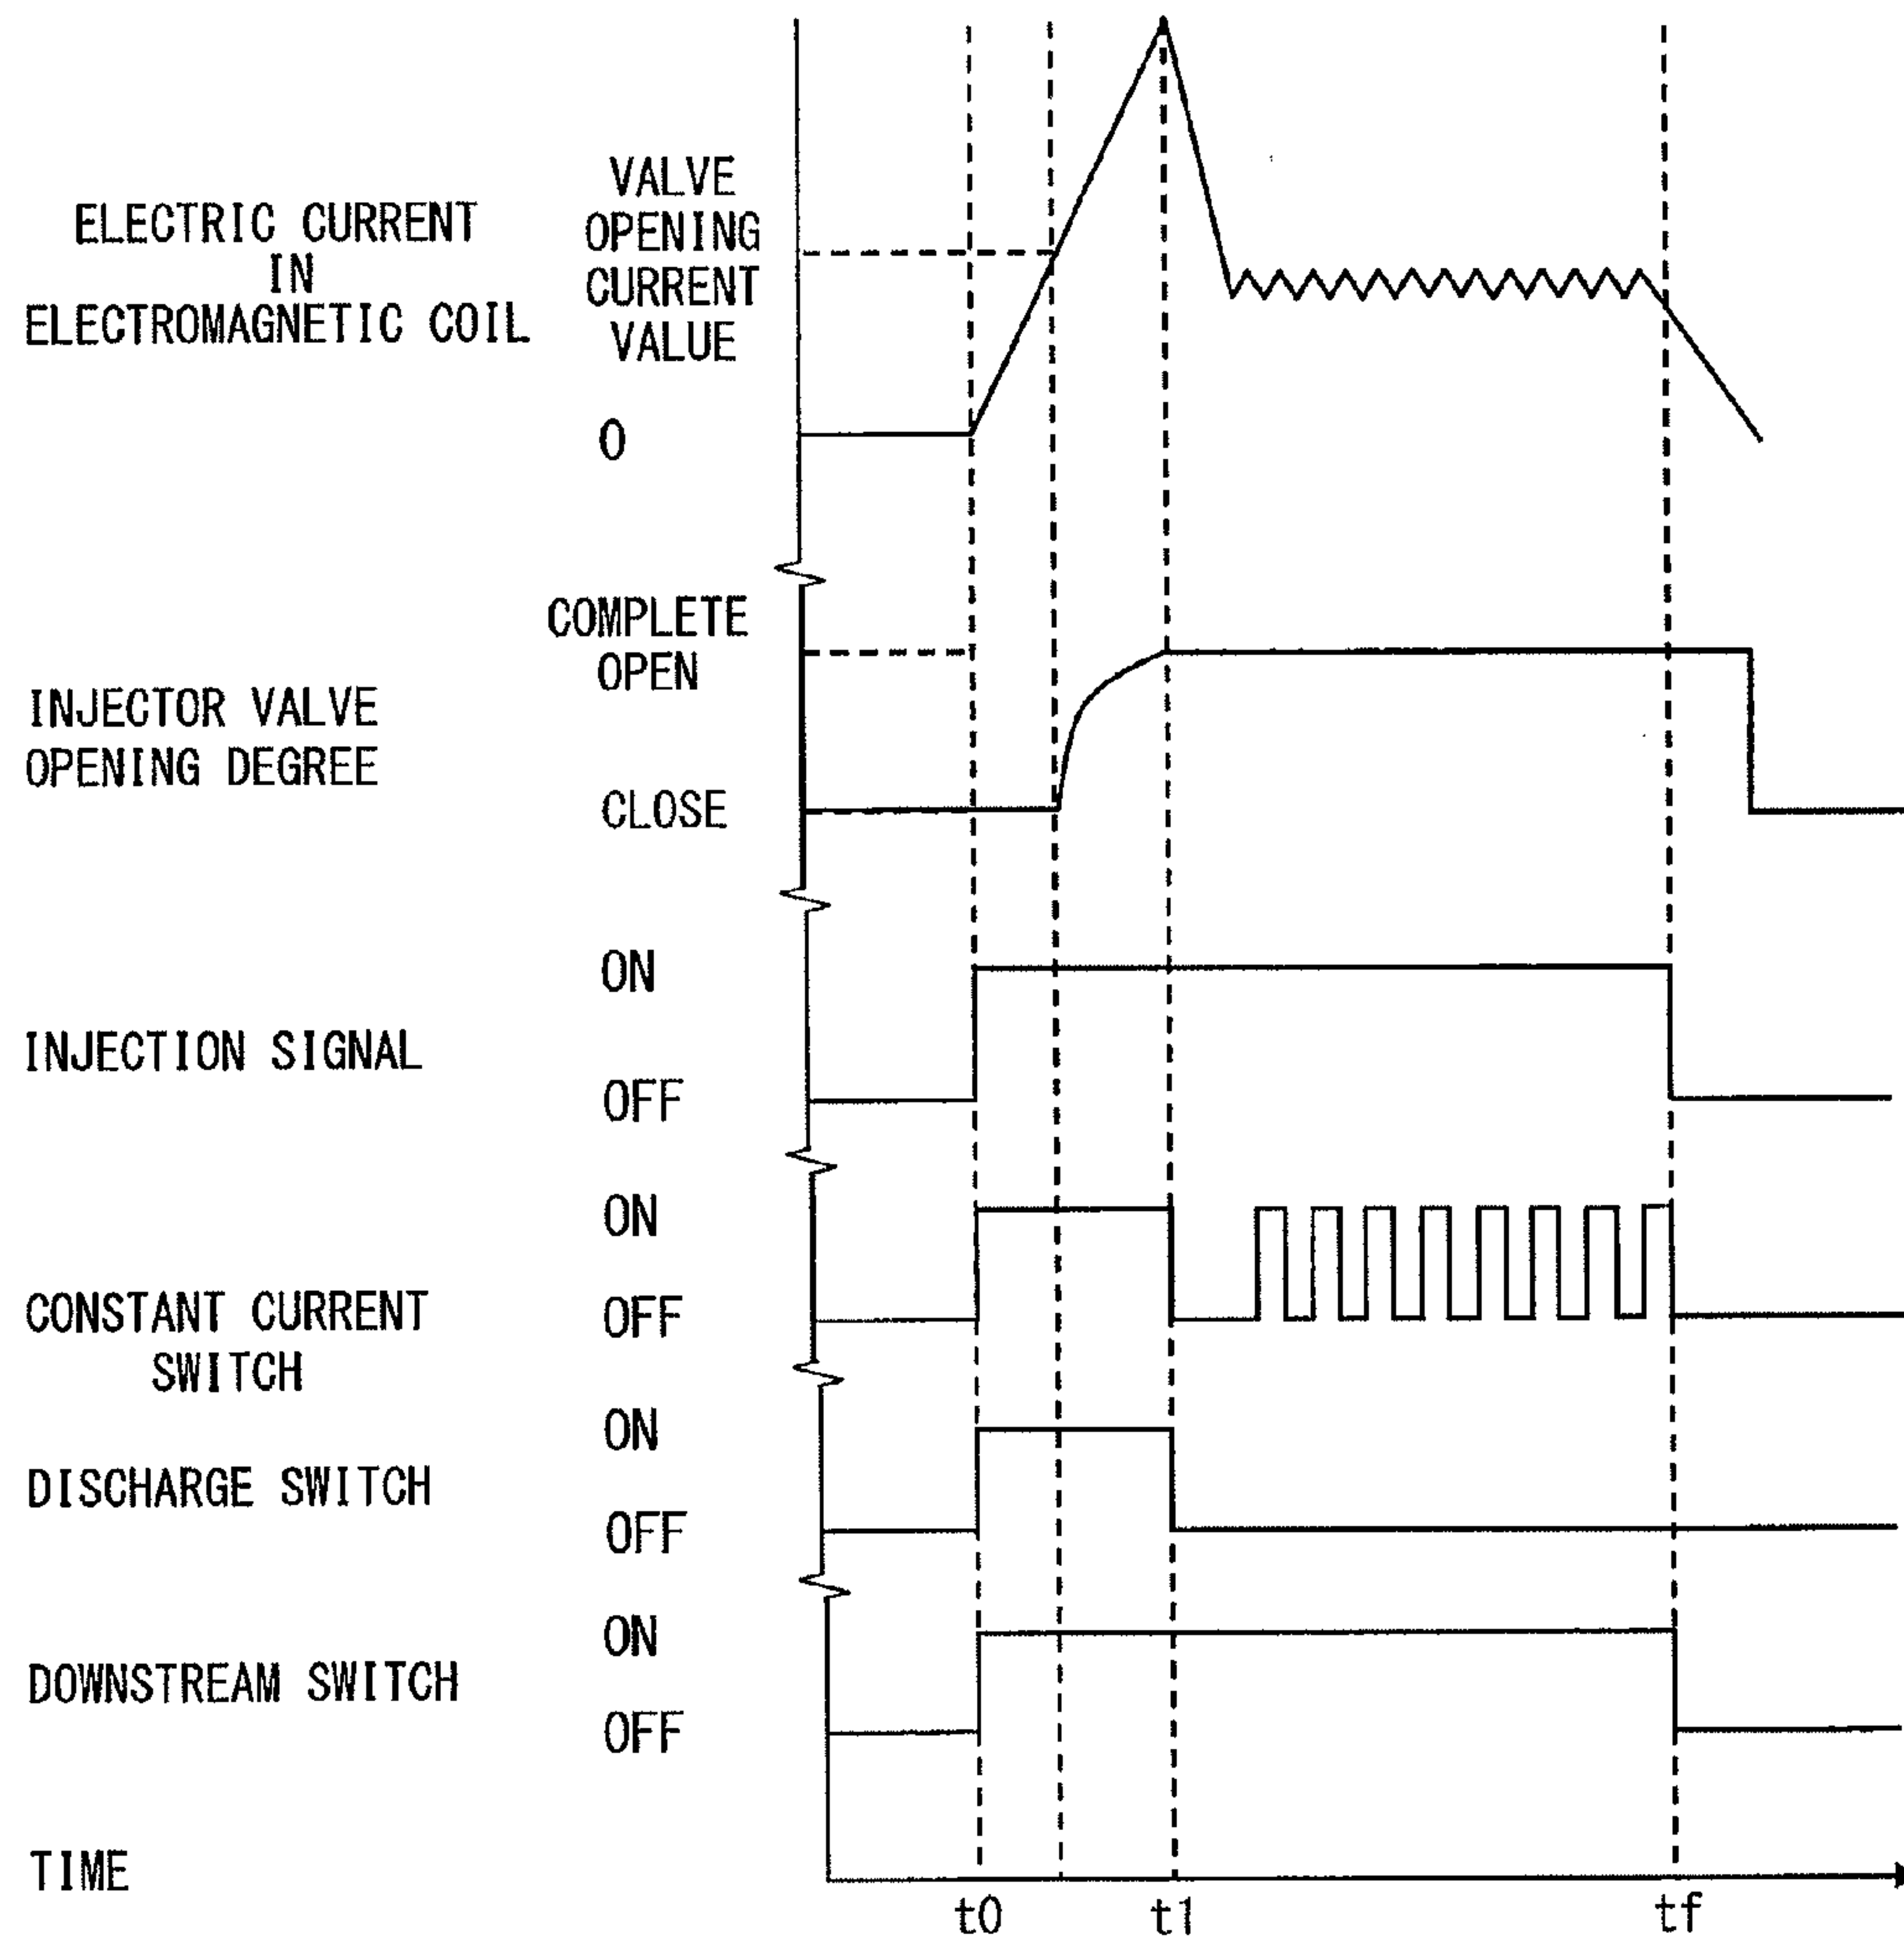 ELECTRIC CURRENT
IN
ELECTROMAGNETIC COIL
VALVE
OPENING
CURRENT
VALUE
0
INJECTOR VALVE
OPENING DEGREE
COMPLETE
OPEN
CLOSE
INJECTION SIGNAL
ON
OFF
CONSTANT CURRENT
SWITCH
ON
OFF
DISCHARGE SWITCH
ON
OFF
DOWNSTREAM SWITCH
ON
OFF
TIME
t0 t1 tf